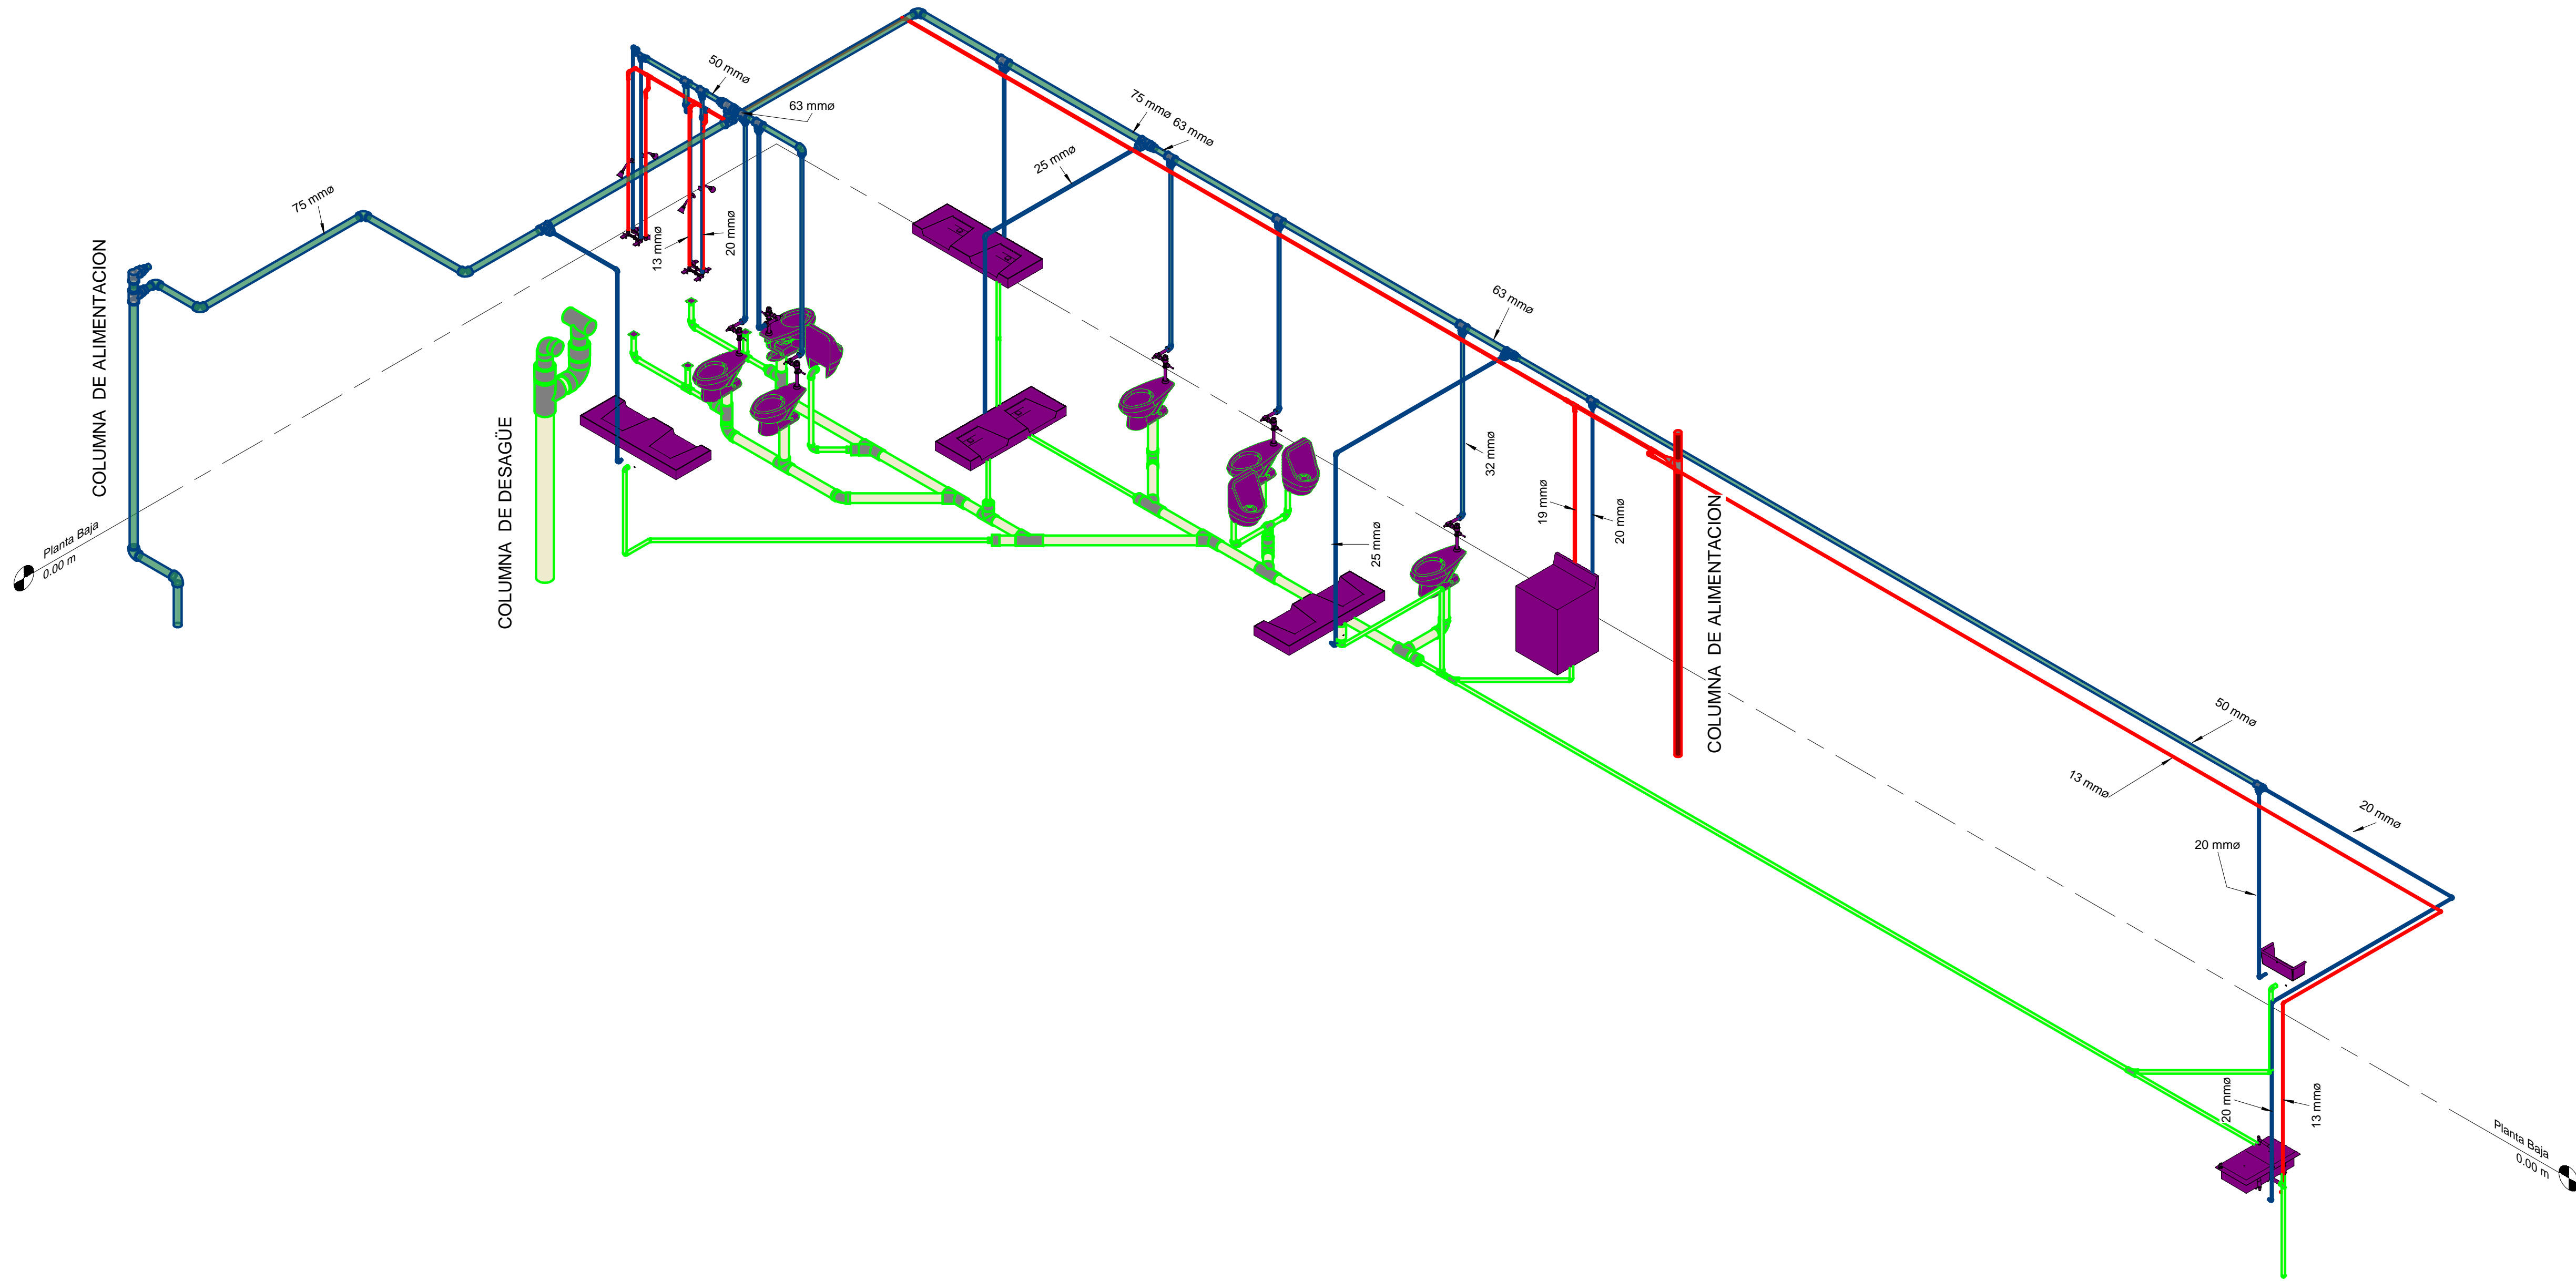 50 mmø
63 mmø
75 mmø
63 mmø
25 mmø
75 mmø
COLUMNA DE ALIMENTACION
13 mmø
20 mmø
63 mmø
COLUMNA DE DESAGÜE
32 mmø
19 mmø
20 mmø
25 mmø
COLUMNA DE ALIMENTACION
Planta Baja
0.00 m
50 mmø
13 mmø
20 mmø
20 mmø
20 mmø
13 mmø
Planta Baja
0.00 m